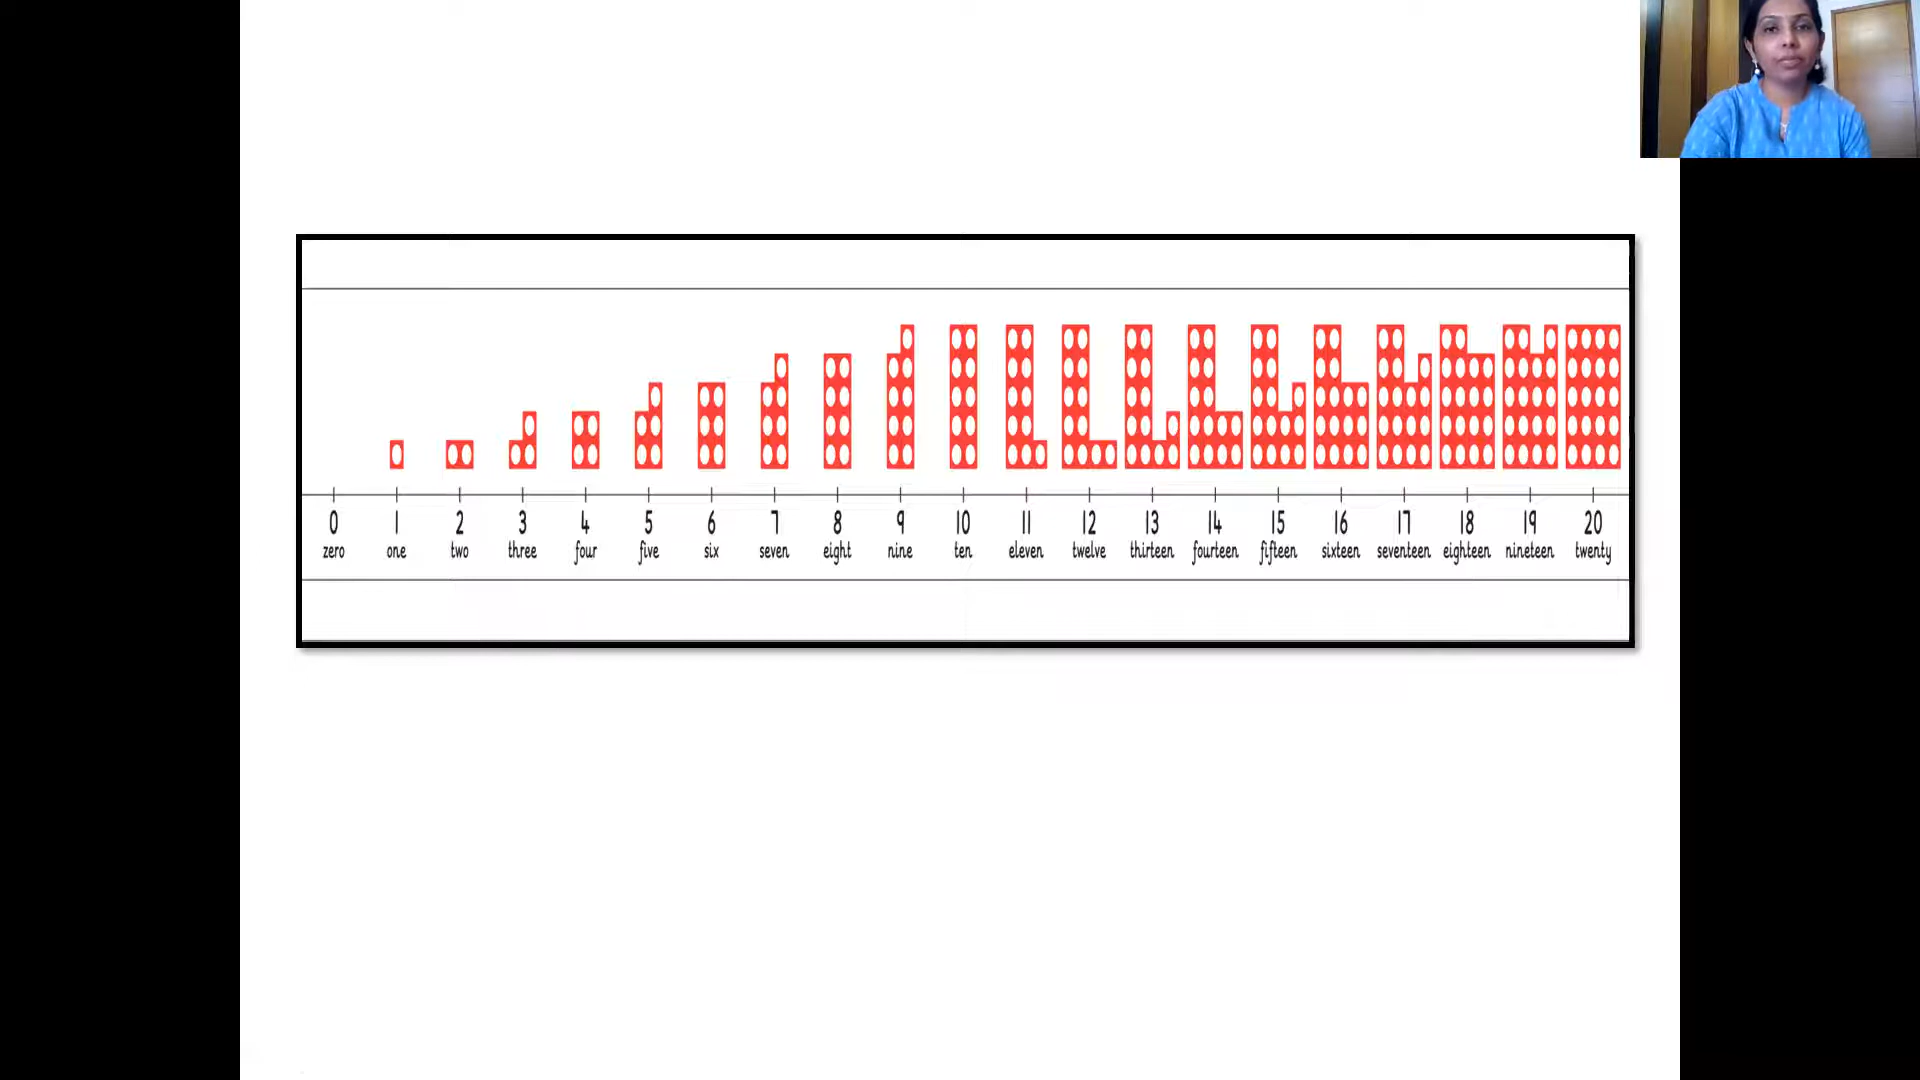 0 1 2 3 4 5 6 7 8 9 10 11 12 13 14 15 16 17 18 19 20
zero one two three four five six seven eight nine ten eleven twelve thirteen fourteen fifteen sixteen seventeen eighteen nineteen twenty